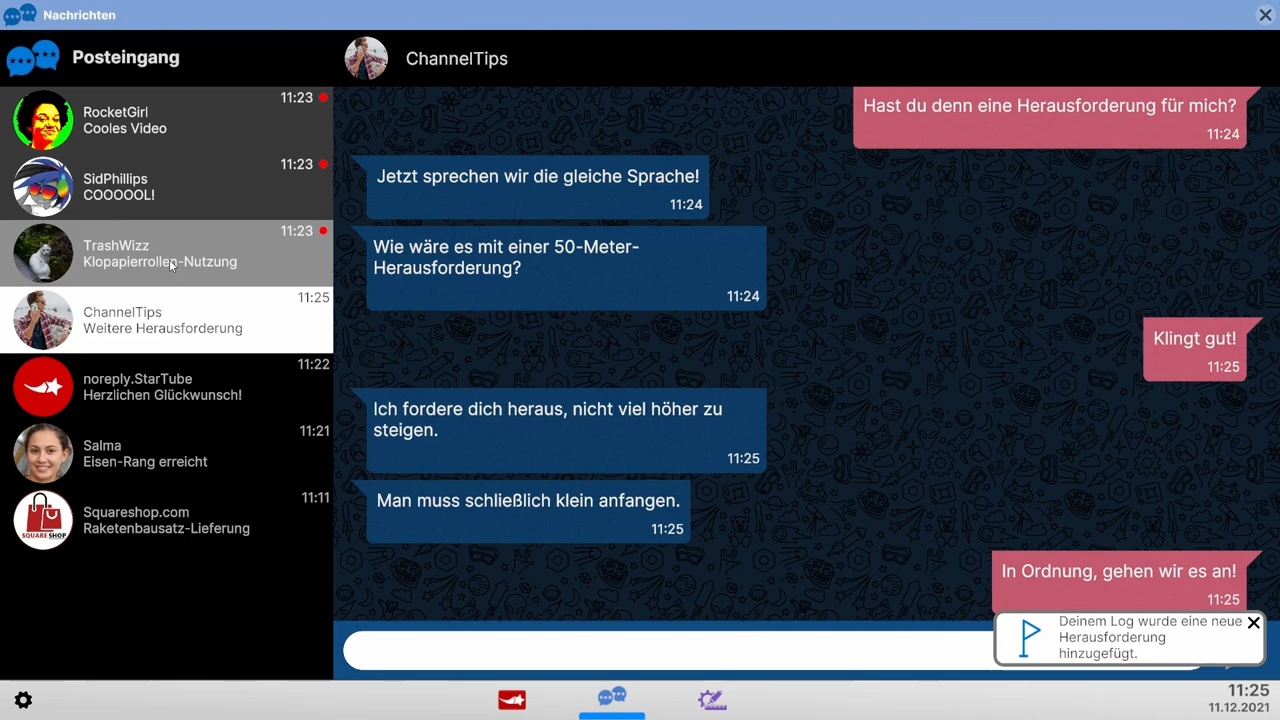 Nachrichten
Posteingang
ChannelTips
RocketGirl
Cooles Video
11:23
SidPhillips
COOOOOL!
11:23
TrashWizz
Klopapierrollen-Nutzung
11:23
ChannelTips
Weitere Herausforderung
11:25
noreply.StarTube
Herzlichen Glückwunsch!
11:22
Salma
Eisen-Rang erreicht
11:21
SQUARE SHOP
Squareshop.com
Raketenbausatz-Lieferung
11:11
Hast du denn eine Herausforderung für mich?
11:24
Jetzt sprechen wir die gleiche Sprache!
11:24
Wie wäre es mit einer 50-Meter-
Herausforderung?
11:24
Klingt gut!
11:25
Ich fordere dich heraus, nicht viel höher zu
steigen.
11:25
Man muss schließlich klein anfangen.
11:25
In Ordnung, gehen wir es an!
11:25
Deinem Log wurde eine neue
Herausforderung
hinzugefügt.
11:25
11.12.2021